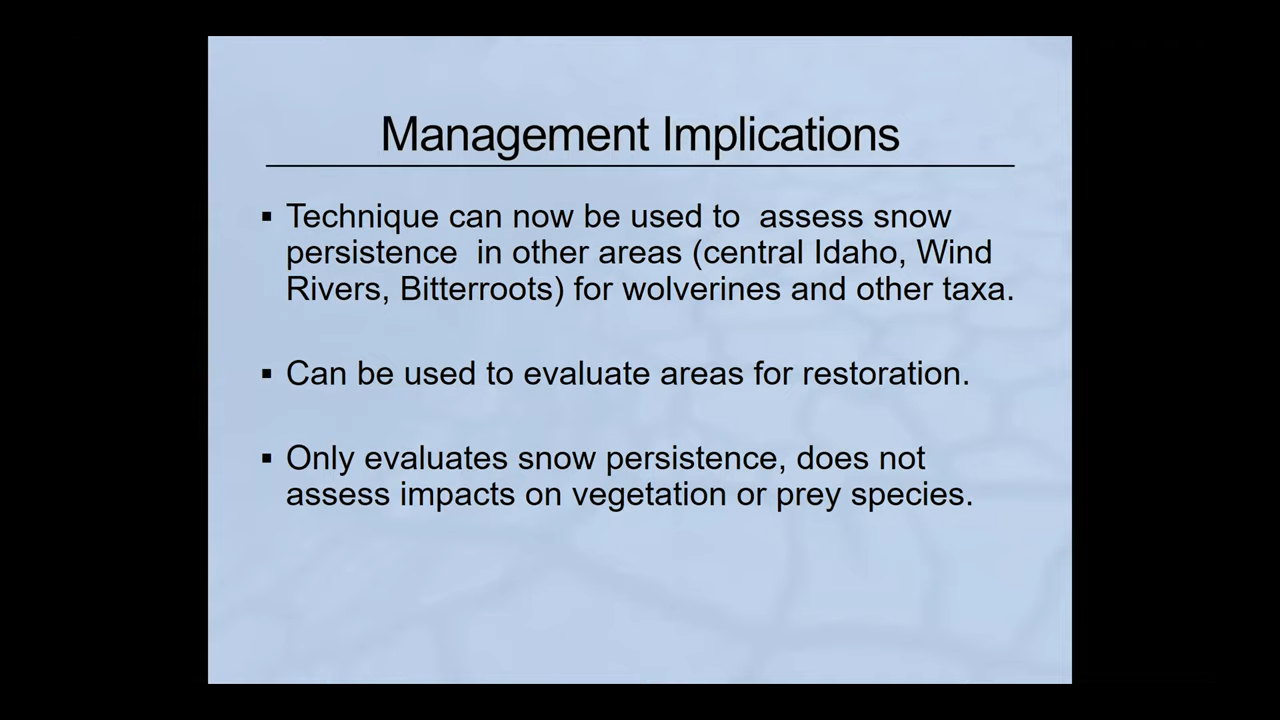 Management Implications
▪ Technique can now be used to  assess snow
persistence  in other areas (central Idaho, Wind
Rivers, Bitterroots) for wolverines and other taxa.
▪ Can be used to evaluate areas for restoration.
▪ Only evaluates snow persistence, does not
assess impacts on vegetation or prey species.